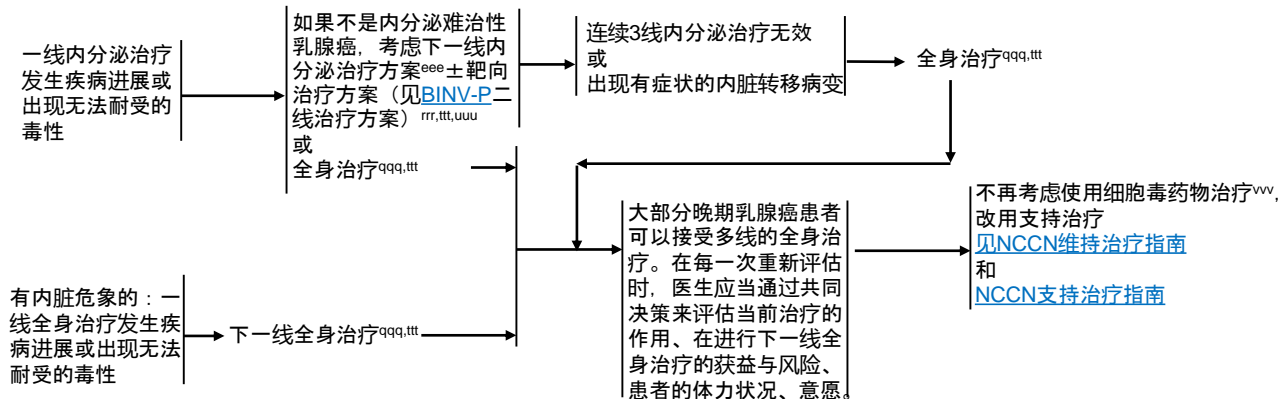 一线内分泌治疗
发生疾病进展或
出现无法耐受的
毒性
如果不是内分泌难治性
乳腺癌，考虑下一线内
分泌治疗方案eee±靶向
治疗方案（见BINV-P二
线治疗方案）rrr,ttt,uuu
或
全身治疗qqq,ttt
连续3线内分泌治疗无效
或
出现有症状的内脏转移病变
全身治疗qqq,ttt
有内脏危象的：一
线全身治疗发生疾
病进展或出现无法
耐受的毒性
下一线全身治疗qqq,ttt
大部分晚期乳腺癌患者
可以接受多线的全身治
疗。在每一次重新评估
时，医生应当通过共同
决策来评估当前治疗的
作用、在进行下一线全
身治疗的获益与风险、
患者的体力状况、意愿。
不再考虑使用细胞毒药物治疗vvv,
改用支持治疗
见NCCN维持治疗指南
和
NCCN支持治疗指南